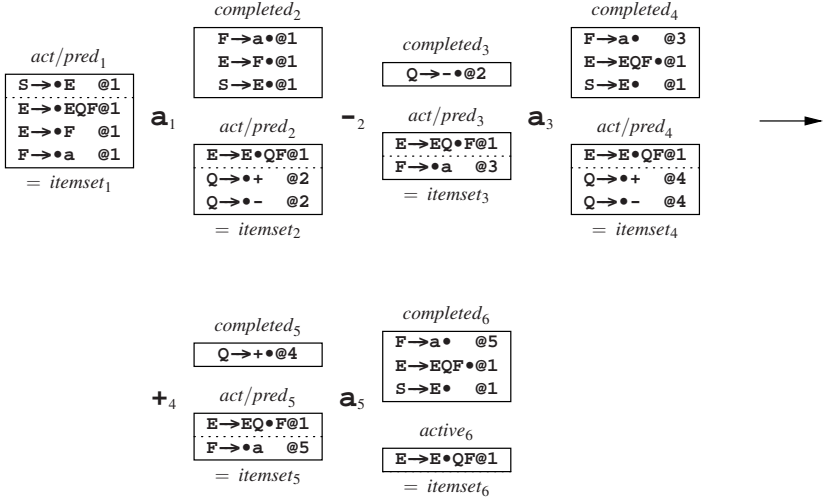 act/pred1
S→•E @1
E→•EQF@1
E→•F @1
F→•a @1
= itemset1
a1
completed2
F→a•@1
E→F•@1
S→E•@1
act/pred2
E→E•QF@1
Q→•+ @2
Q→•- @2
= itemset2
-2
completed3
Q→-•@2
act/pred3
E→EQ•F@1
F→•a @3
= itemset3
a3
completed4
F→a• @3
E→EQF•@1
S→E• @1
act/pred4
E→E•QF@1
Q→•+ @4
Q→•- @4
= itemset4
+4
completed5
Q→+•@4
act/pred5
E→EQ•F@1
F→•a @5
= itemset5
a5
completed6
F→a• @5
E→EQF•@1
S→E• @1
active6
E→E•QF@1
= itemset6